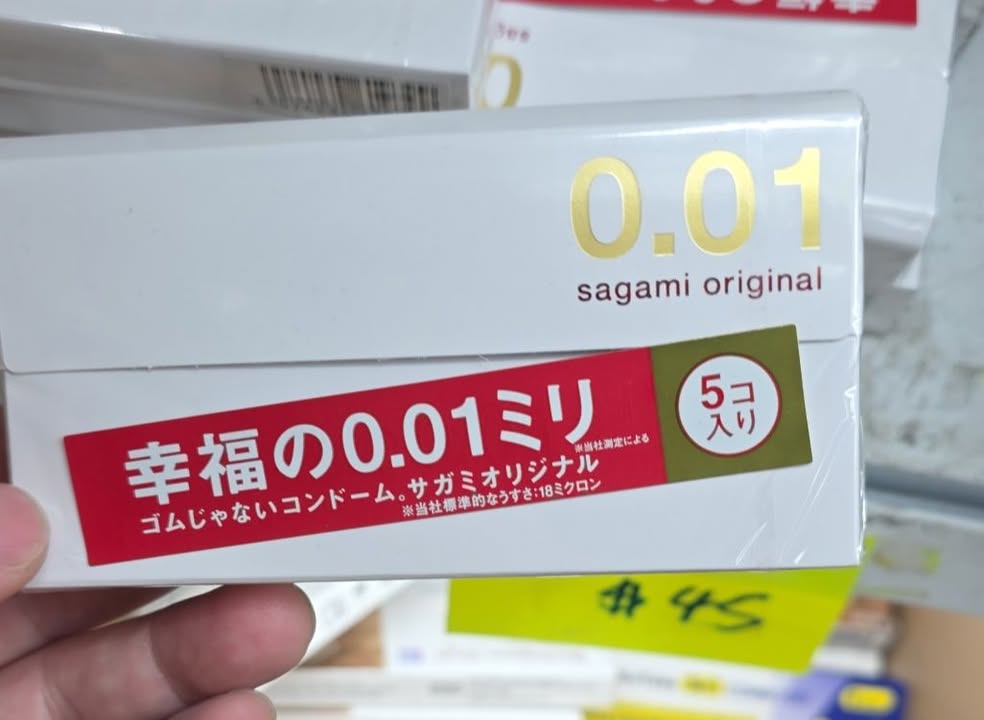 0.01
sagami original
幸福の0.01ミリ
※当社測定による
ゴムじゃないコンドーム。サガミオリジナル
※当社標準的なうすさ:18ミクロン
5コ
入り
$45